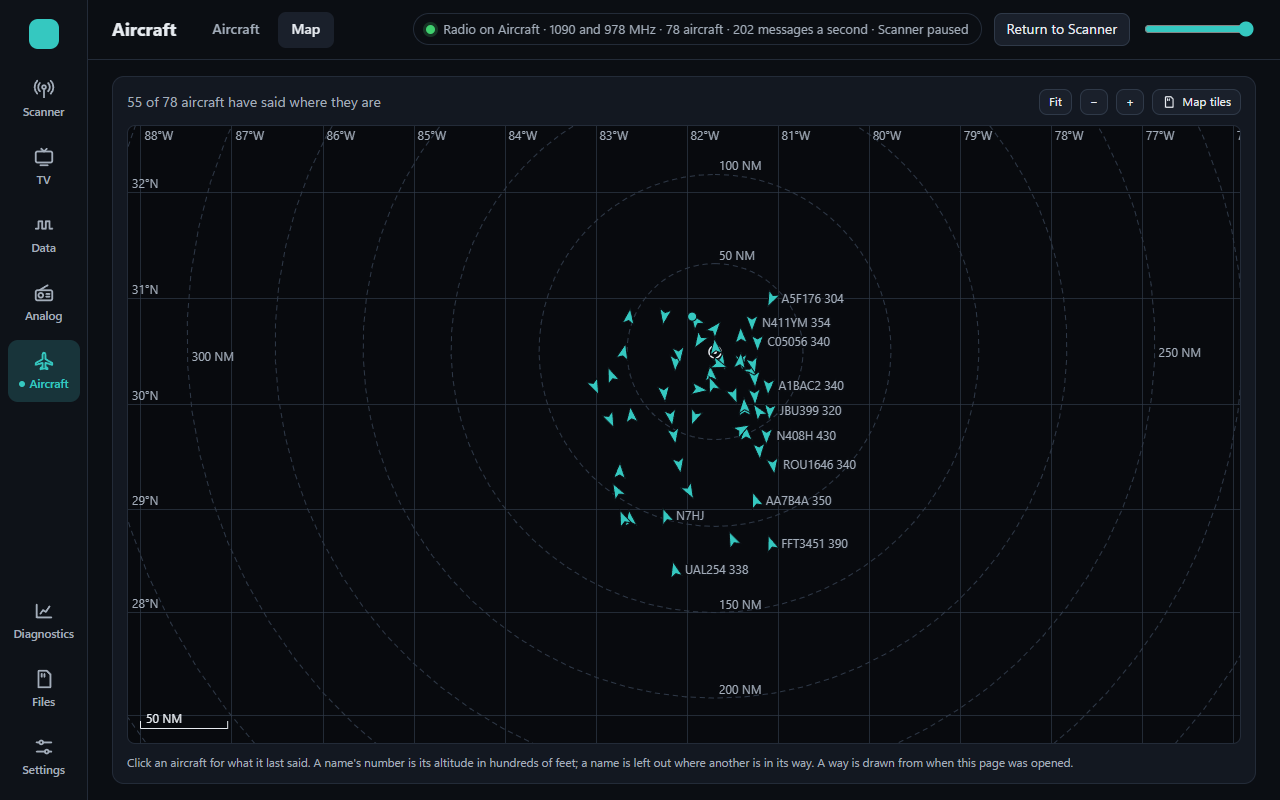 Aircraft
Aircraft
Map
Radio on Aircraft · 1090 and 978 MHz · 78 aircraft · 202 messages a second · Scanner paused
Return to Scanner
Scanner
TV
Data
Analog
Aircraft
Diagnostics
Files
Settings
55 of 78 aircraft have said where they are
Fit
−
+
Map tiles
88°W
87°W
86°W
85°W
84°W
83°W
82°W
81°W
80°W
79°W
78°W
77°W
32°N
100 NM
50 NM
31°N
A5F176 304
N411YM 354
C05056 340
300 NM
250 NM
A1BAC2 340
30°N
JBU399 320
N408H 430
ROU1646 340
29°N
AA7B4A 350
N7HJ
FFT3451 390
UAL254 338
28°N
150 NM
200 NM
50 NM
Click an aircraft for what it last said. A name's number is its altitude in hundreds of feet; a name is left out where another is in its way. A way is drawn from when this page was opened.